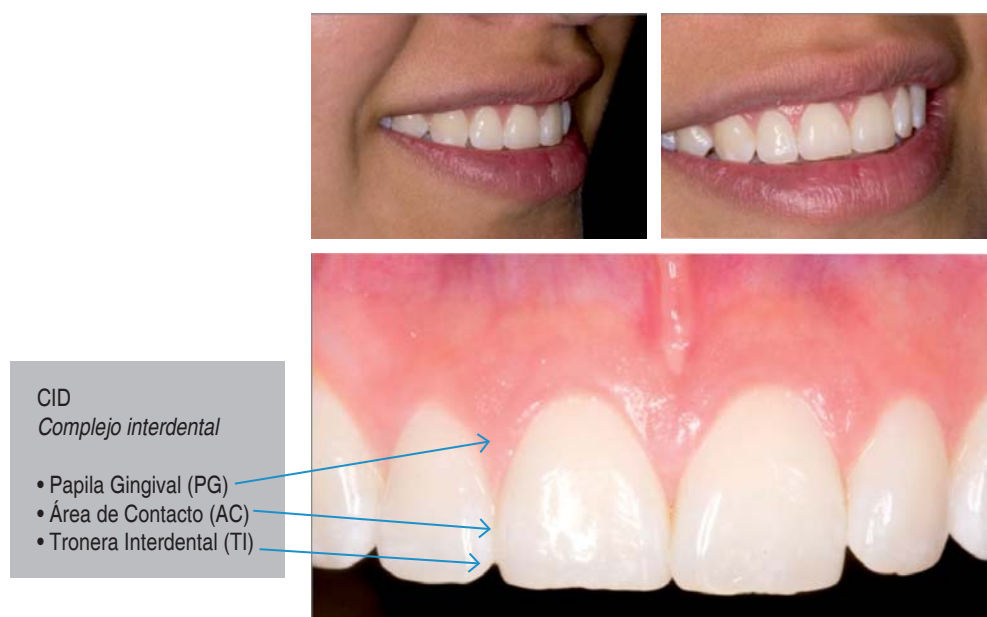 CID
Complejo interdental
• Papila Gingival (PG)
• Área de Contacto (AC)
• Tronera Interdental (TI)